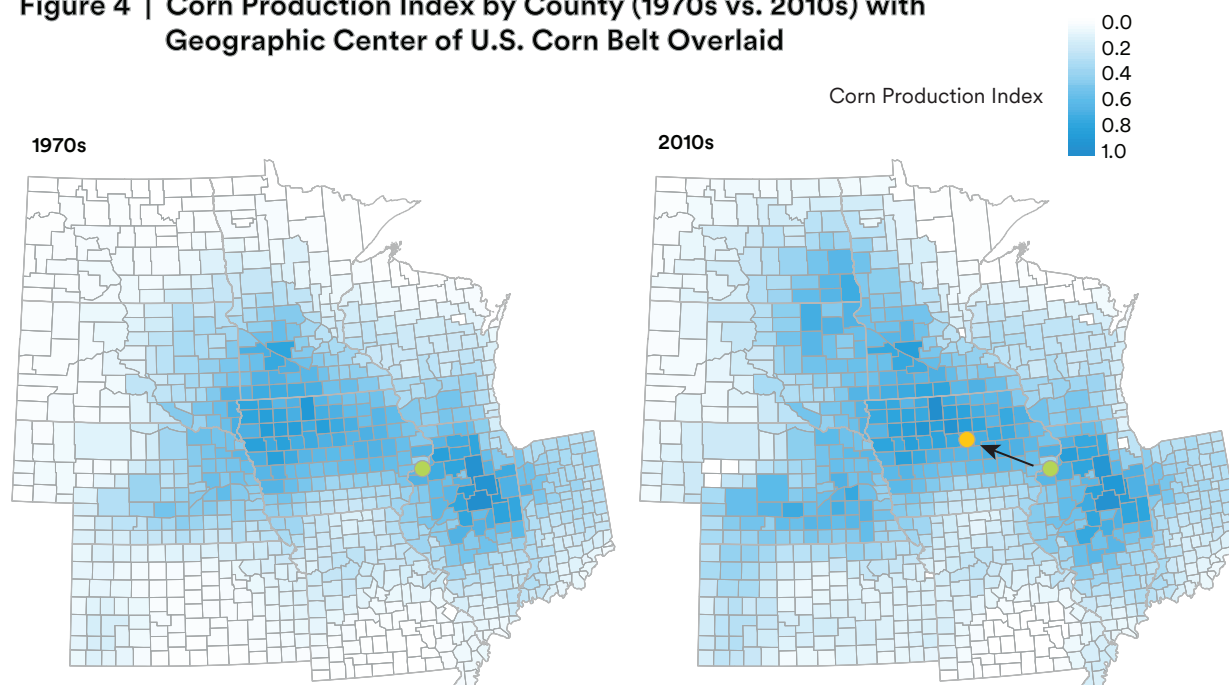 Figure 4 | Corn Production Index by County (1970s vs. 2010s) with
Geographic Center of U.S. Corn Belt Overlaid
Corn Production Index
0.0
0.2
0.4
0.6
0.8
1.0
1970s
2010s